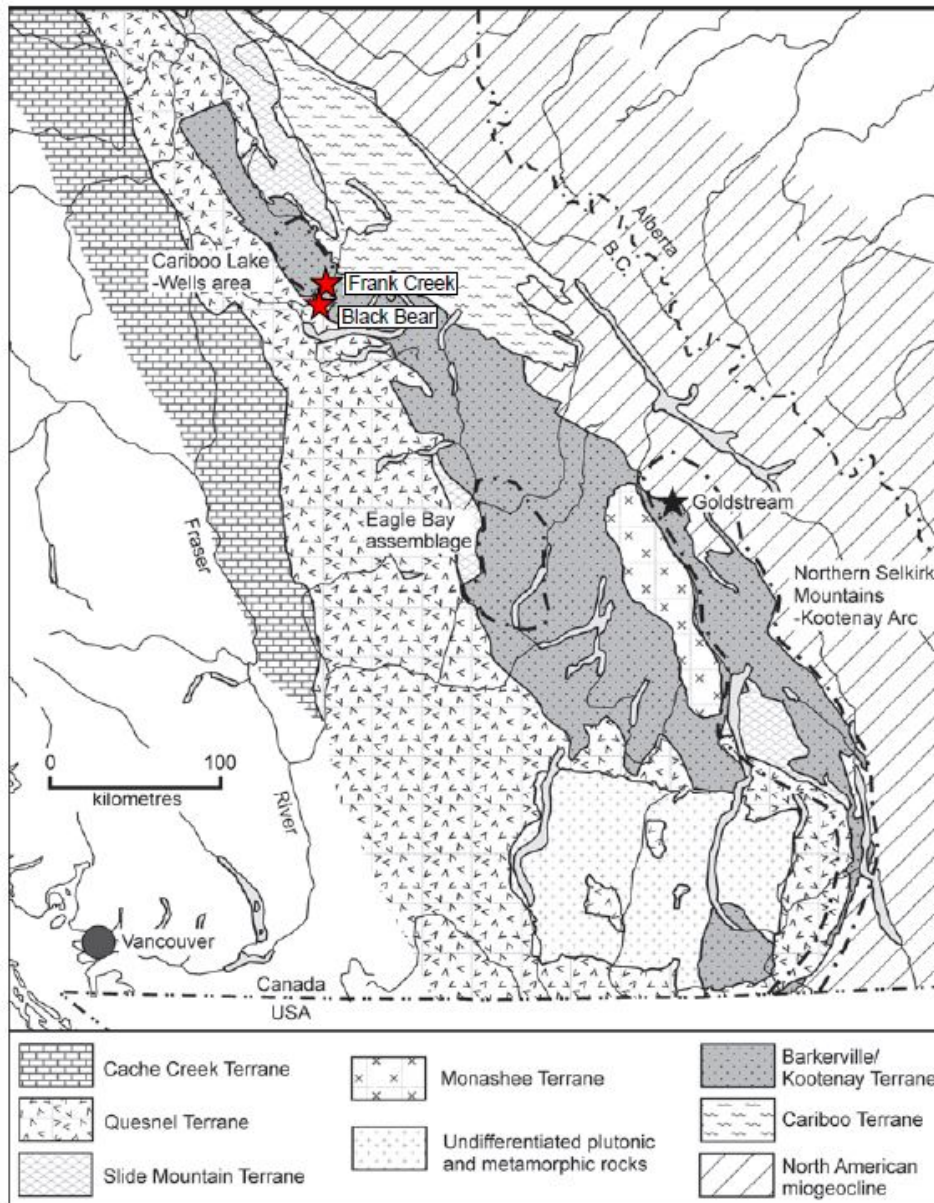 Alberta
B.C.
Cariboo Lake
-Wells area
Frank Creek
Black Bear
Eagle Bay
assemblage
Goldstream
Fraser
River
Northern Selkirk
Mountains
-Kootenay Arc
0 100
kilometres
Vancouver
Canada
USA
Cache Creek Terrane
Quesnel Terrane
Slide Mountain Terrane
Monashee Terrane
Undifferentiated plutonic
and metamorphic rocks
Barkerville/
Kootenay Terrane
Cariboo Terrane
North American
miogeocline